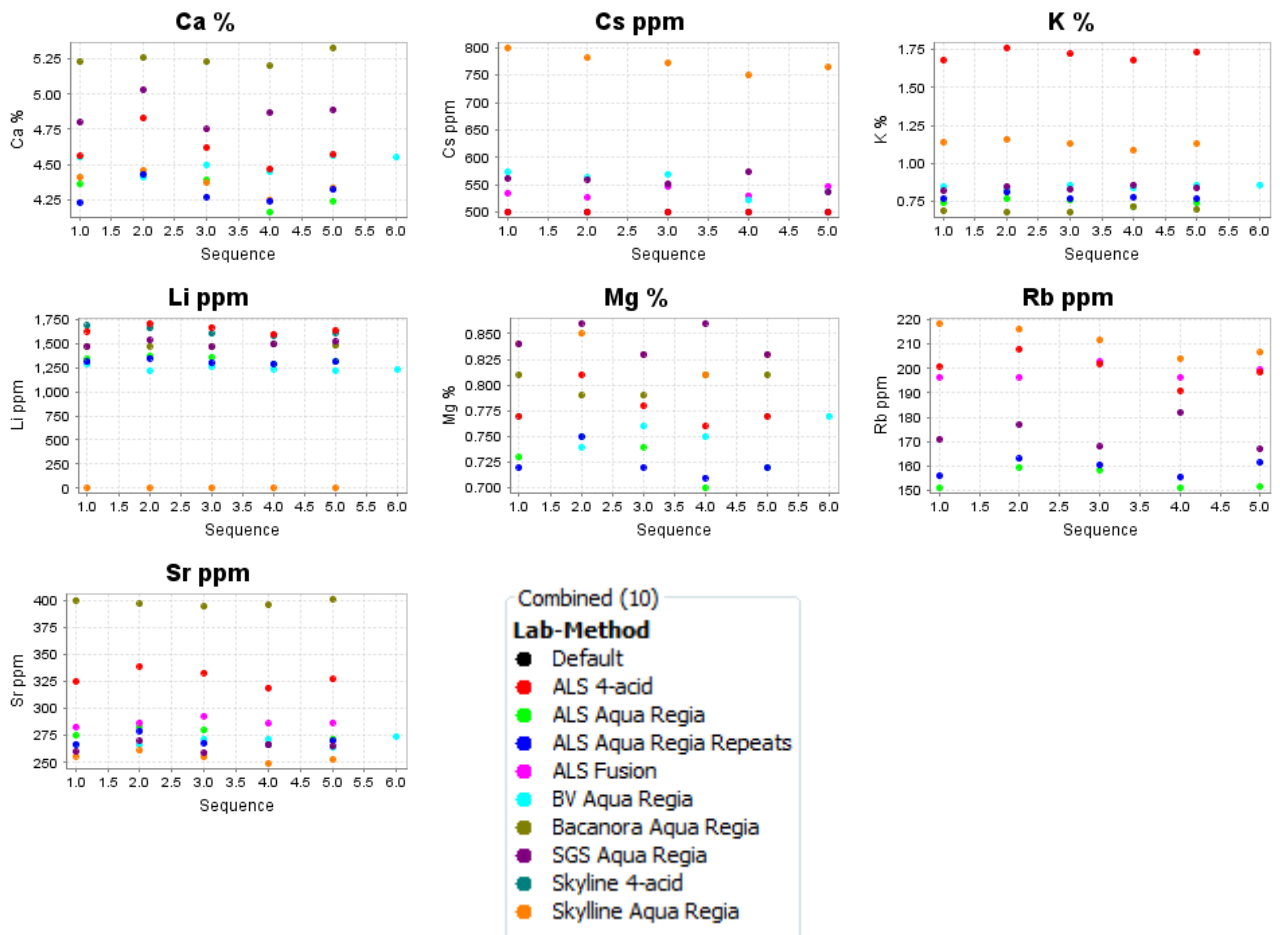 Ca %
Cs ppm
K %
Ca %
5.25
5.00
4.75
4.50
4.25
1.0 1.5 2.0 2.5 3.0 3.5 4.0 4.5 5.0 5.5 6.0
Sequence
Cs ppm
800
750
700
650
600
550
500
1.0 1.5 2.0 2.5 3.0 3.5 4.0 4.5 5.0
Sequence
K %
1.75
1.50
1.25
1.00
0.75
1.0 1.5 2.0 2.5 3.0 3.5 4.0 4.5 5.0 5.5 6.0
Sequence
Li ppm
Mg %
Rb ppm
Li ppm
1,750
1,500
1,250
1,000
750
500
250
0
1.0 1.5 2.0 2.5 3.0 3.5 4.0 4.5 5.0 5.5 6.0
Sequence
Mg %
0.850
0.825
0.800
0.775
0.750
0.725
0.700
1.0 1.5 2.0 2.5 3.0 3.5 4.0 4.5 5.0 5.5 6.0
Sequence
Rb ppm
220
210
200
190
180
170
160
150
1.0 1.5 2.0 2.5 3.0 3.5 4.0 4.5 5.0
Sequence
Sr ppm
Sr ppm
400
375
350
325
300
275
250
1.0 1.5 2.0 2.5 3.0 3.5 4.0 4.5 5.0 5.5 6.0
Sequence
Combined (10)
Lab-Method
Default
ALS 4-acid
ALS Aqua Regia
ALS Aqua Regia Repeats
ALS Fusion
BV Aqua Regia
Bacanora Aqua Regia
SGS Aqua Regia
Skyline 4-acid
Skylline Aqua Regia